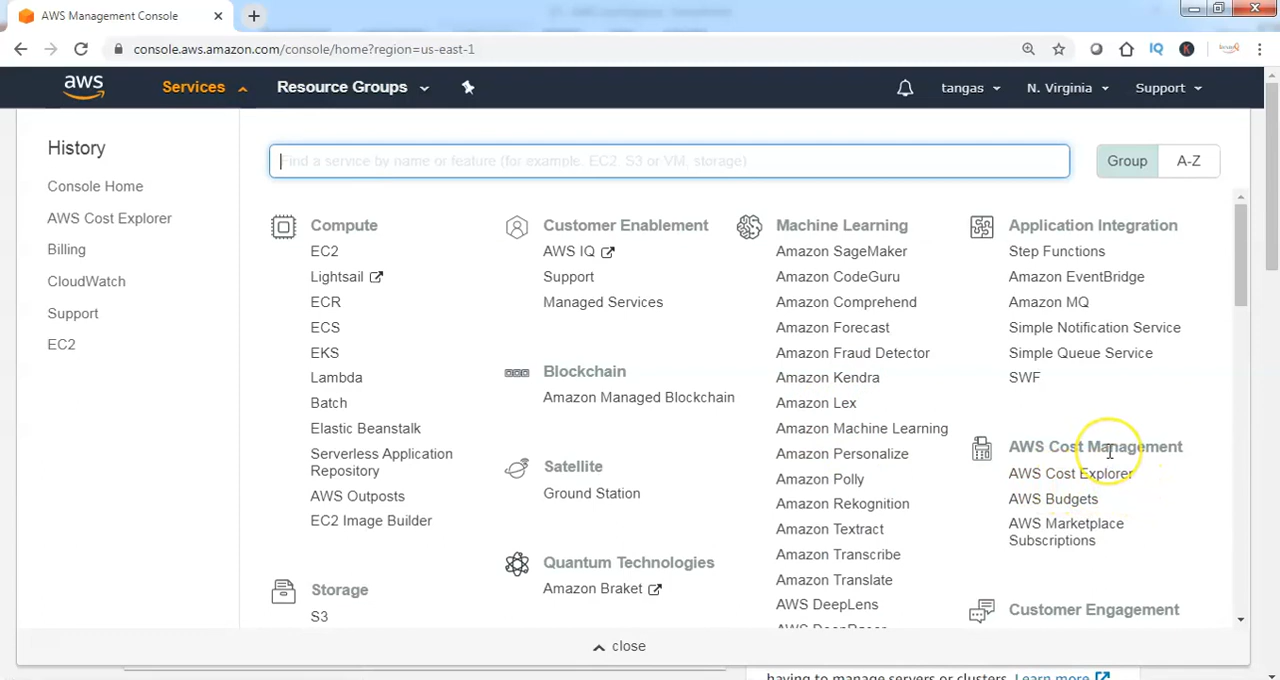 AWS Management Console
console.aws.amazon.com/console/home?region=us-east-1
IQ
K
aws
Services
Resource Groups
tangas
N. Virginia
Support
History
Console Home
AWS Cost Explorer
Billing
CloudWatch
Support
EC2
Find a service by name or feature (for example, EC2, S3 or VM, storage)
Group
A-Z
Compute
EC2
Lightsail
ECR
ECS
EKS
Lambda
Batch
Elastic Beanstalk
Serverless Application
Repository
AWS Outposts
EC2 Image Builder
Storage
S3
Customer Enablement
AWS IQ
Support
Managed Services
Blockchain
Amazon Managed Blockchain
Satellite
Ground Station
Quantum Technologies
Amazon Braket
Machine Learning
Amazon SageMaker
Amazon CodeGuru
Amazon Comprehend
Amazon Forecast
Amazon Fraud Detector
Amazon Kendra
Amazon Lex
Amazon Machine Learning
Amazon Personalize
Amazon Polly
Amazon Rekognition
Amazon Textract
Amazon Transcribe
Amazon Translate
AWS DeepLens
AWS DeepRacer
Application Integration
Step Functions
Amazon EventBridge
Amazon MQ
Simple Notification Service
Simple Queue Service
SWF
AWS Cost Management
AWS Cost Explorer
AWS Budgets
AWS Marketplace
Subscriptions
Customer Engagement
close
having to manage servers or clusters. Learn more